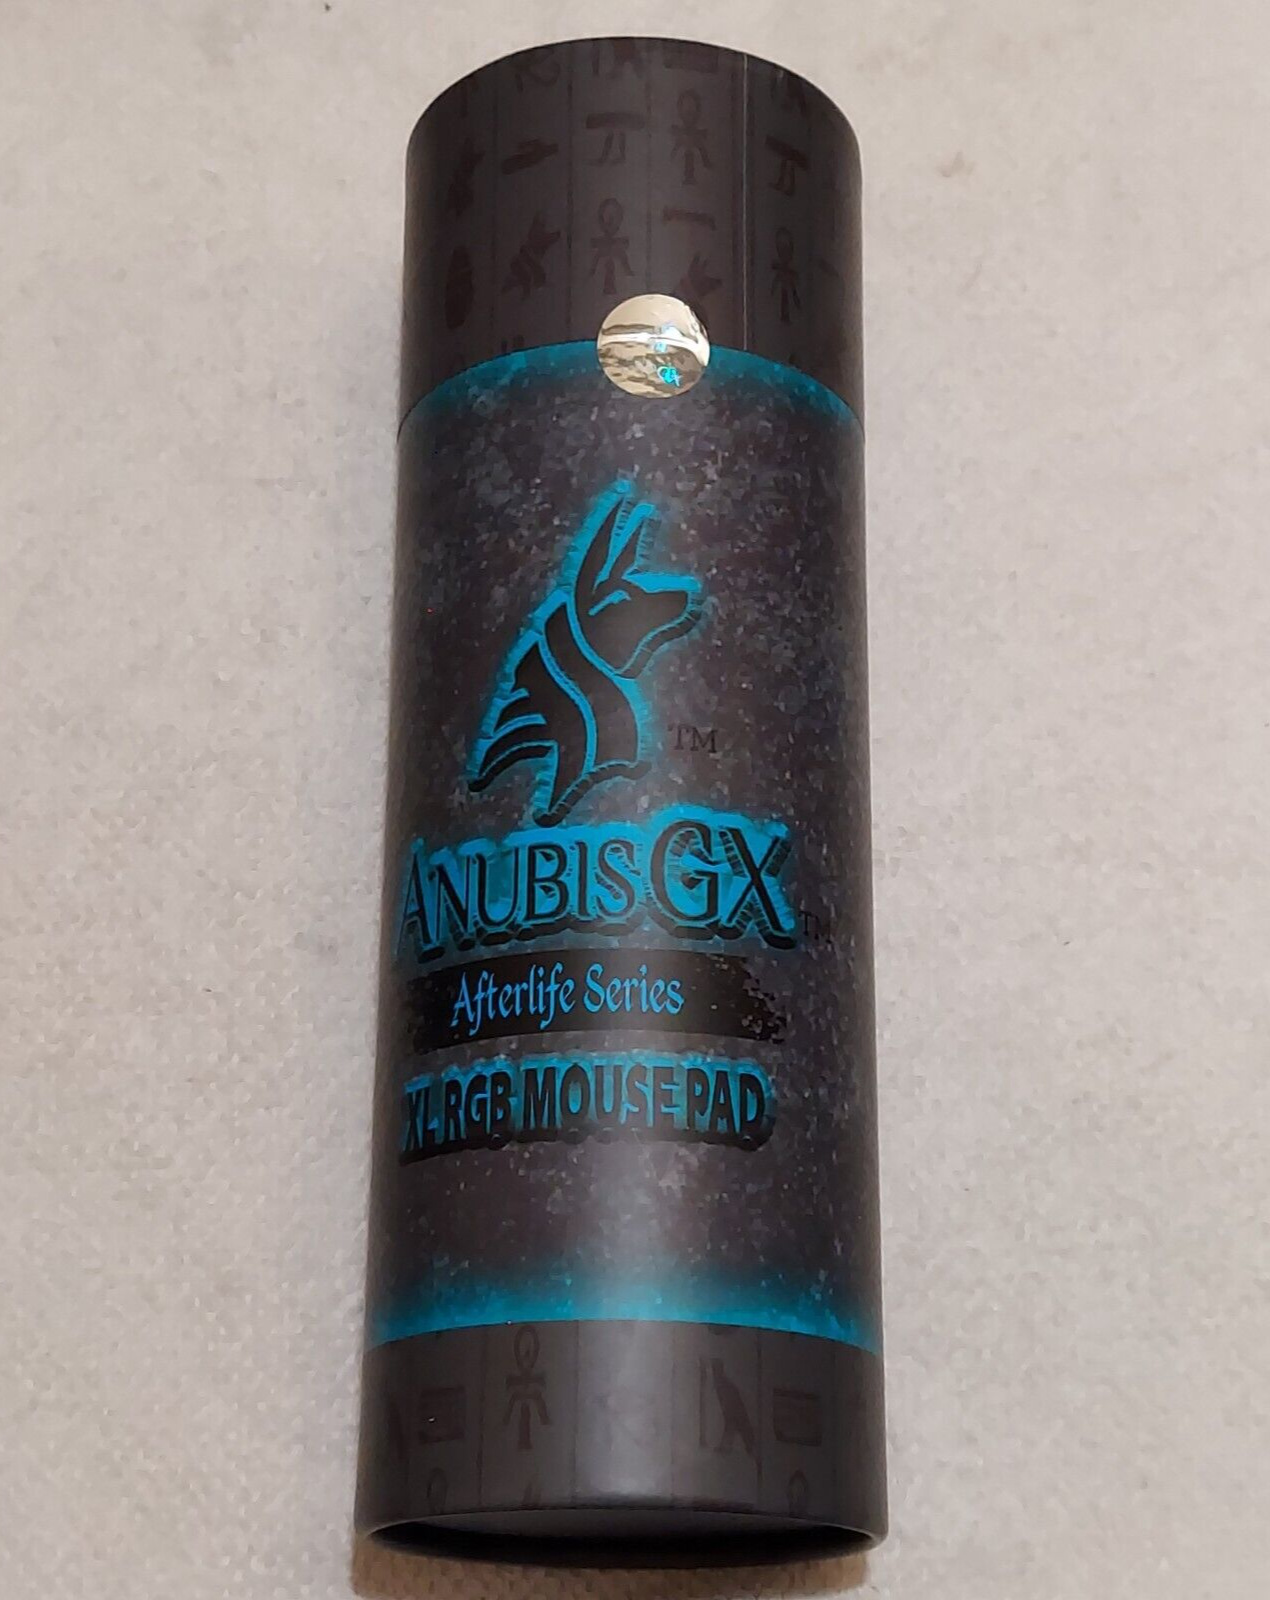 TM
ANUBIS GX TM
Afterlife Series
XL RGB MOUSE PAD